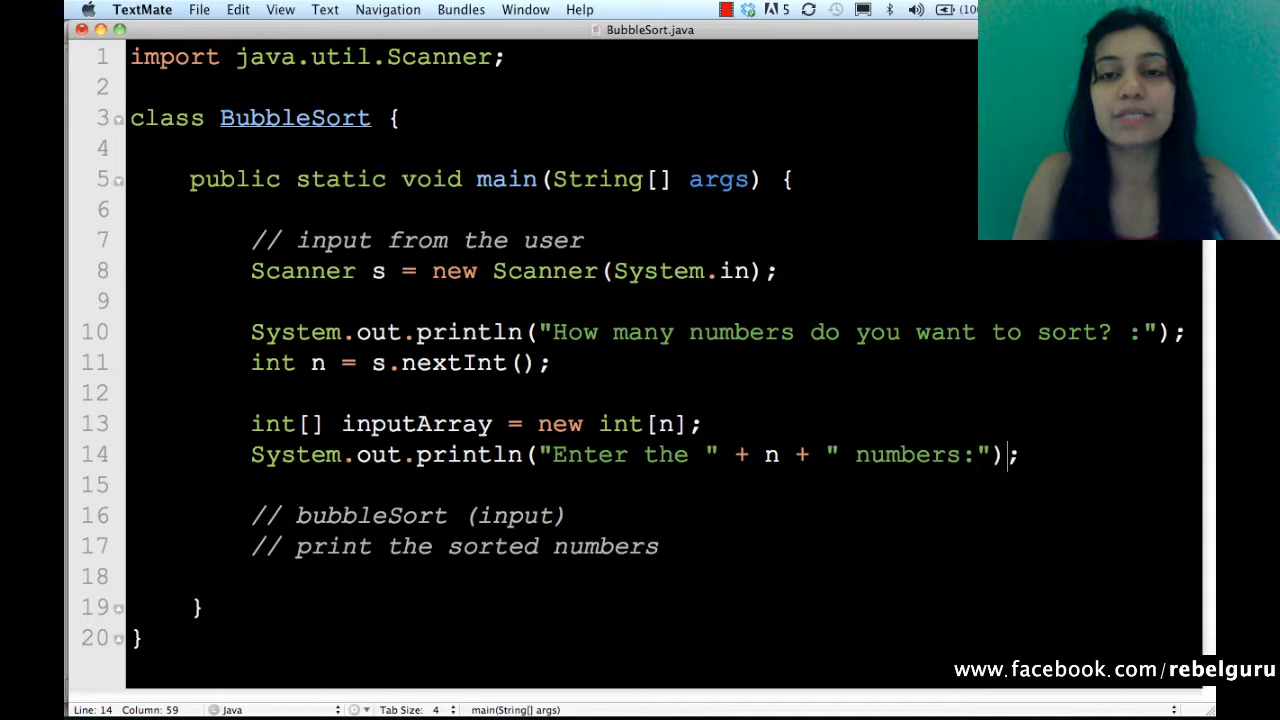 TextMate File Edit View Text Navigation Bundles Window Help 5
BubbleSort.java
1 import java.util.Scanner;
2
3 class BubbleSort {
4
5 public static void main(String[] args) {
6
7 // input from the user
8 Scanner s = new Scanner(System.in);
9
10 System.out.println("How many numbers do you want to sort? :");
11 int n = s.nextInt();
12
13 int[] inputArray = new int[n];
14 System.out.println("Enter the " + n + " numbers:");
15
16 // bubbleSort (input)
17 // print the sorted numbers
18
19 }
20 }
www.facebook.com/rebelguru
Line: 14 Column: 59 Java Tab Size: 4 main(String[] args)